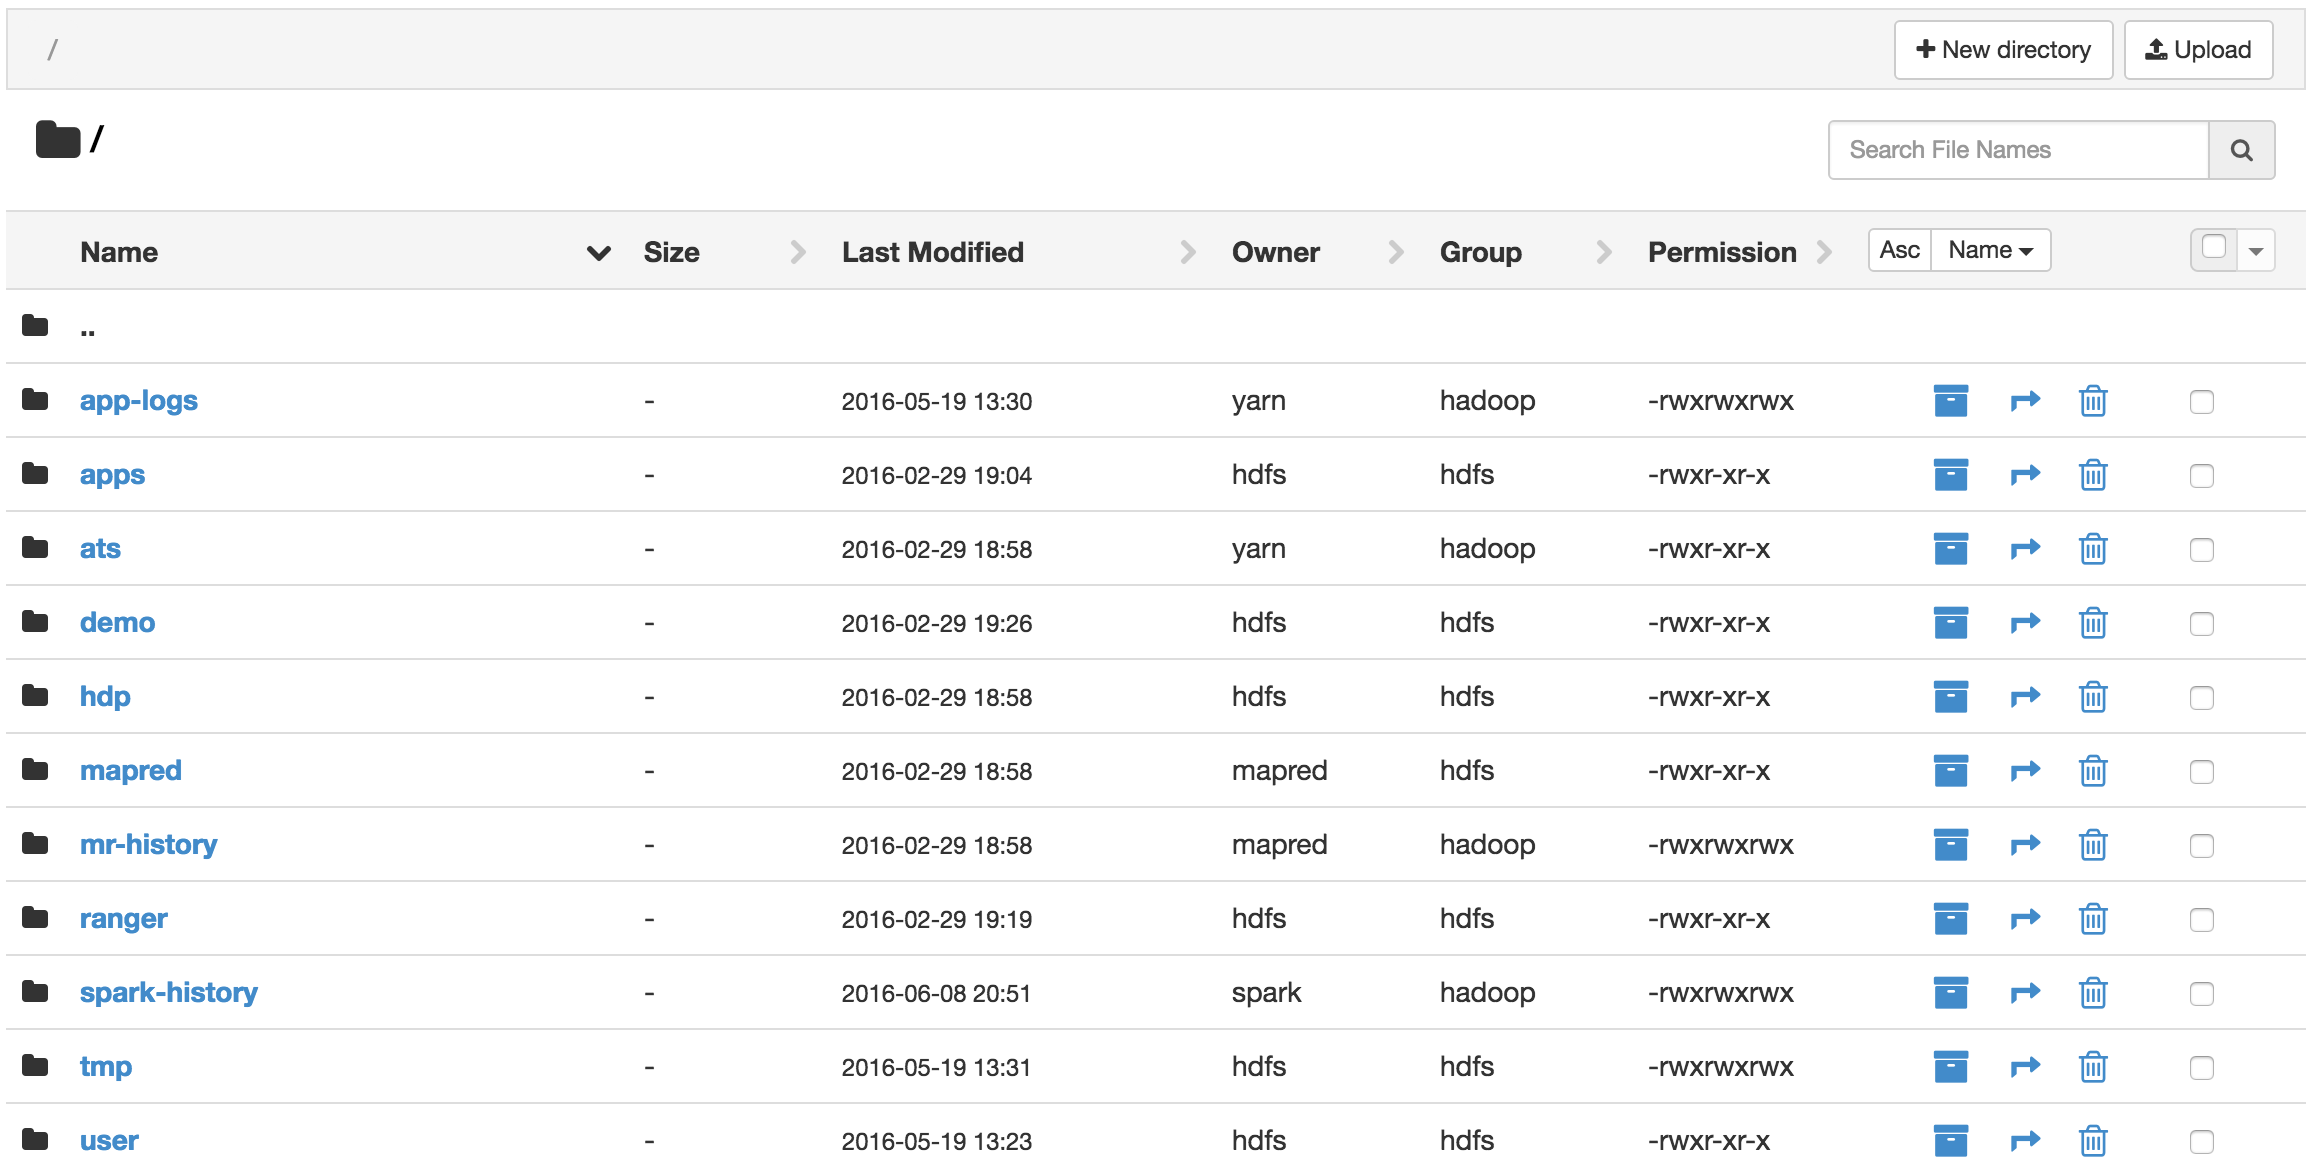 / New directory Upload
/
Search File Names
Name Size Last Modified Owner Group Permission Asc Name
..
app-logs - 2016-05-19 13:30 yarn hadoop -rwxrwxrwx
apps - 2016-02-29 19:04 hdfs hdfs -rwxr-xr-x
ats - 2016-02-29 18:58 yarn hadoop -rwxr-xr-x
demo - 2016-02-29 19:26 hdfs hdfs -rwxr-xr-x
hdp - 2016-02-29 18:58 hdfs hdfs -rwxr-xr-x
mapred - 2016-02-29 18:58 mapred hdfs -rwxr-xr-x
mr-history - 2016-02-29 18:58 mapred hadoop -rwxrwxrwx
ranger - 2016-02-29 19:19 hdfs hdfs -rwxr-xr-x
spark-history - 2016-06-08 20:51 spark hadoop -rwxrwxrwx
tmp - 2016-05-19 13:31 hdfs hdfs -rwxrwxrwx
user - 2016-05-19 13:23 hdfs hdfs -rwxr-xr-x